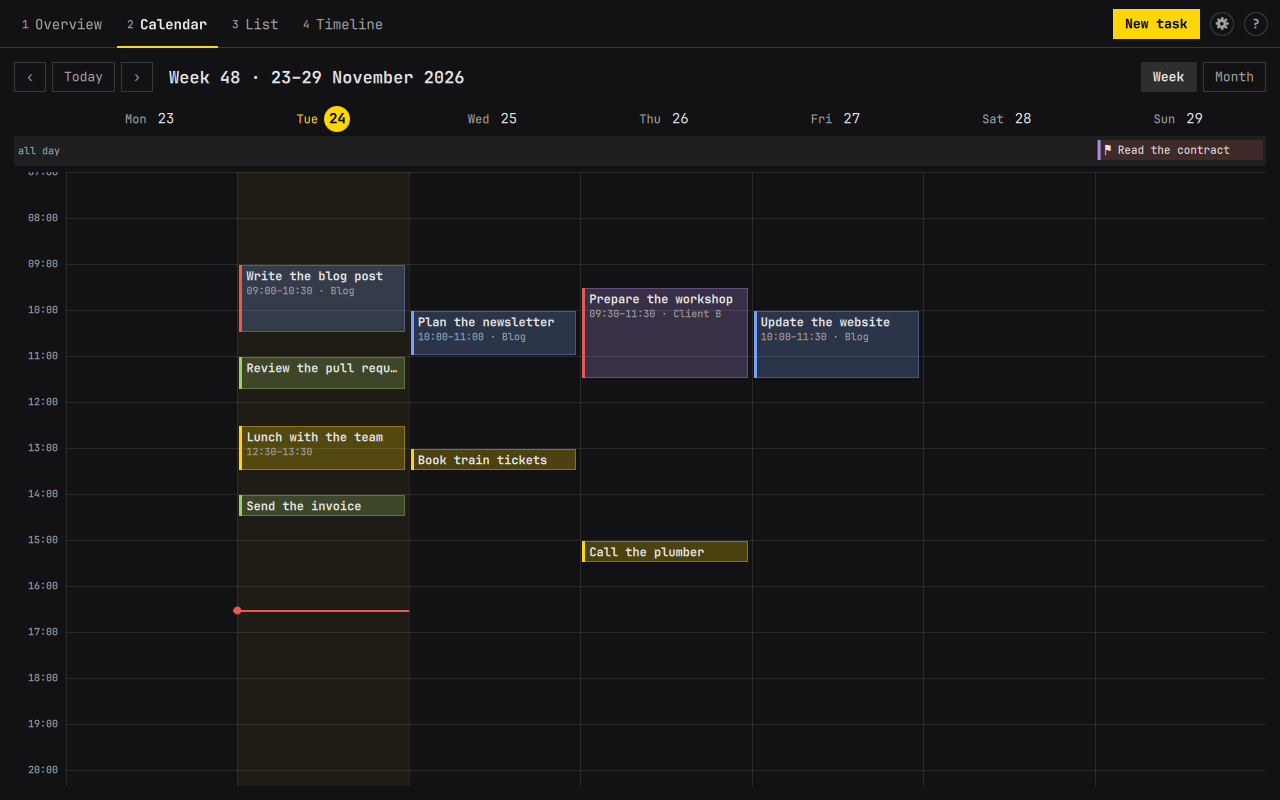 1 Overview 2 Calendar 3 List 4 Timeline New task ?
‹ Today › Week 48 · 23–29 November 2026 Week Month
Mon 23 Tue 24 Wed 25 Thu 26 Fri 27 Sat 28 Sun 29
all day Read the contract
07:00
08:00
09:00
Write the blog post
09:00–10:30 · Blog
Prepare the workshop
09:30–11:30 · Client B
10:00
Plan the newsletter
10:00–11:00 · Blog
Update the website
10:00–11:30 · Blog
11:00
Review the pull requ…
12:00
Lunch with the team
12:30–13:30
13:00
Book train tickets
14:00
Send the invoice
15:00
Call the plumber
16:00
17:00
18:00
19:00
20:00